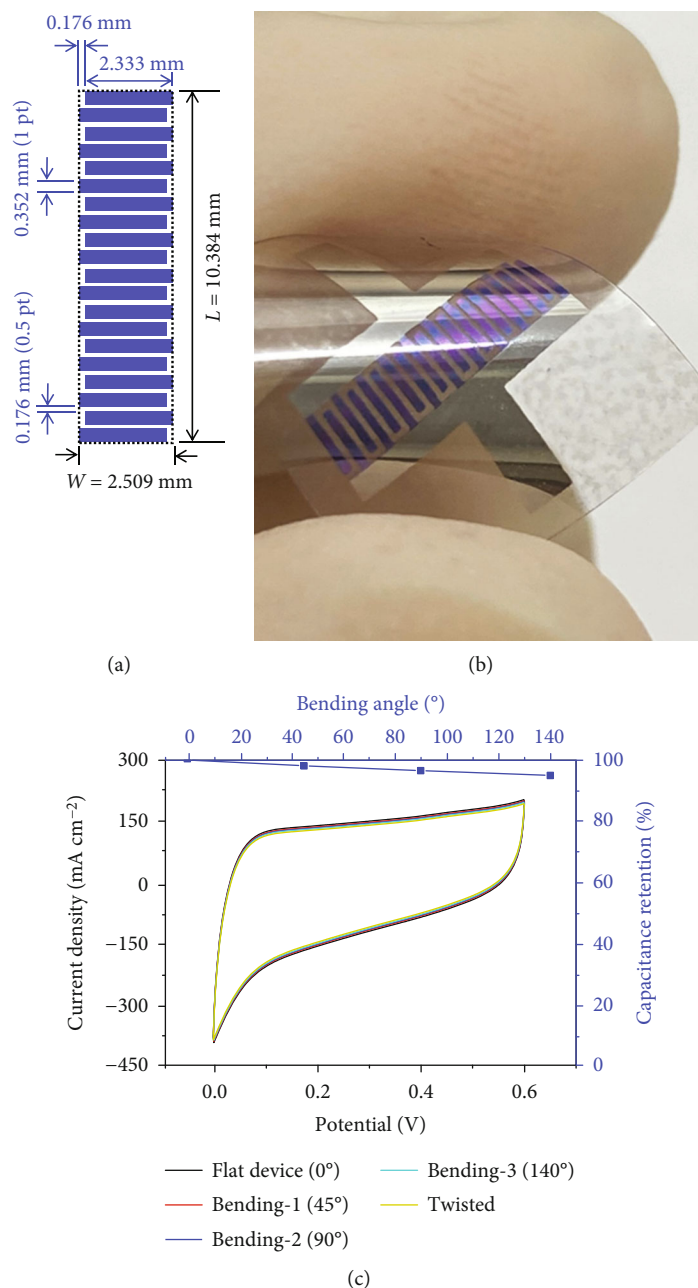 0.176 mm
2.333 mm
0.352 mm (1 pt)
0.176 mm (0.5 pt)
L = 10.384 mm
W = 2.509 mm
(a)
(b)
Bending angle (°)
0 20 40 60 80 100 120 140
300
150
0
−150
−300
−450
Current density (mA cm−2)
100
80
60
40
20
0
Capacitance retention (%)
0.0 0.2 0.4 0.6
Potential (V)
Flat device (0°)
Bending-1 (45°)
Bending-2 (90°)
Bending-3 (140°)
Twisted
(c)